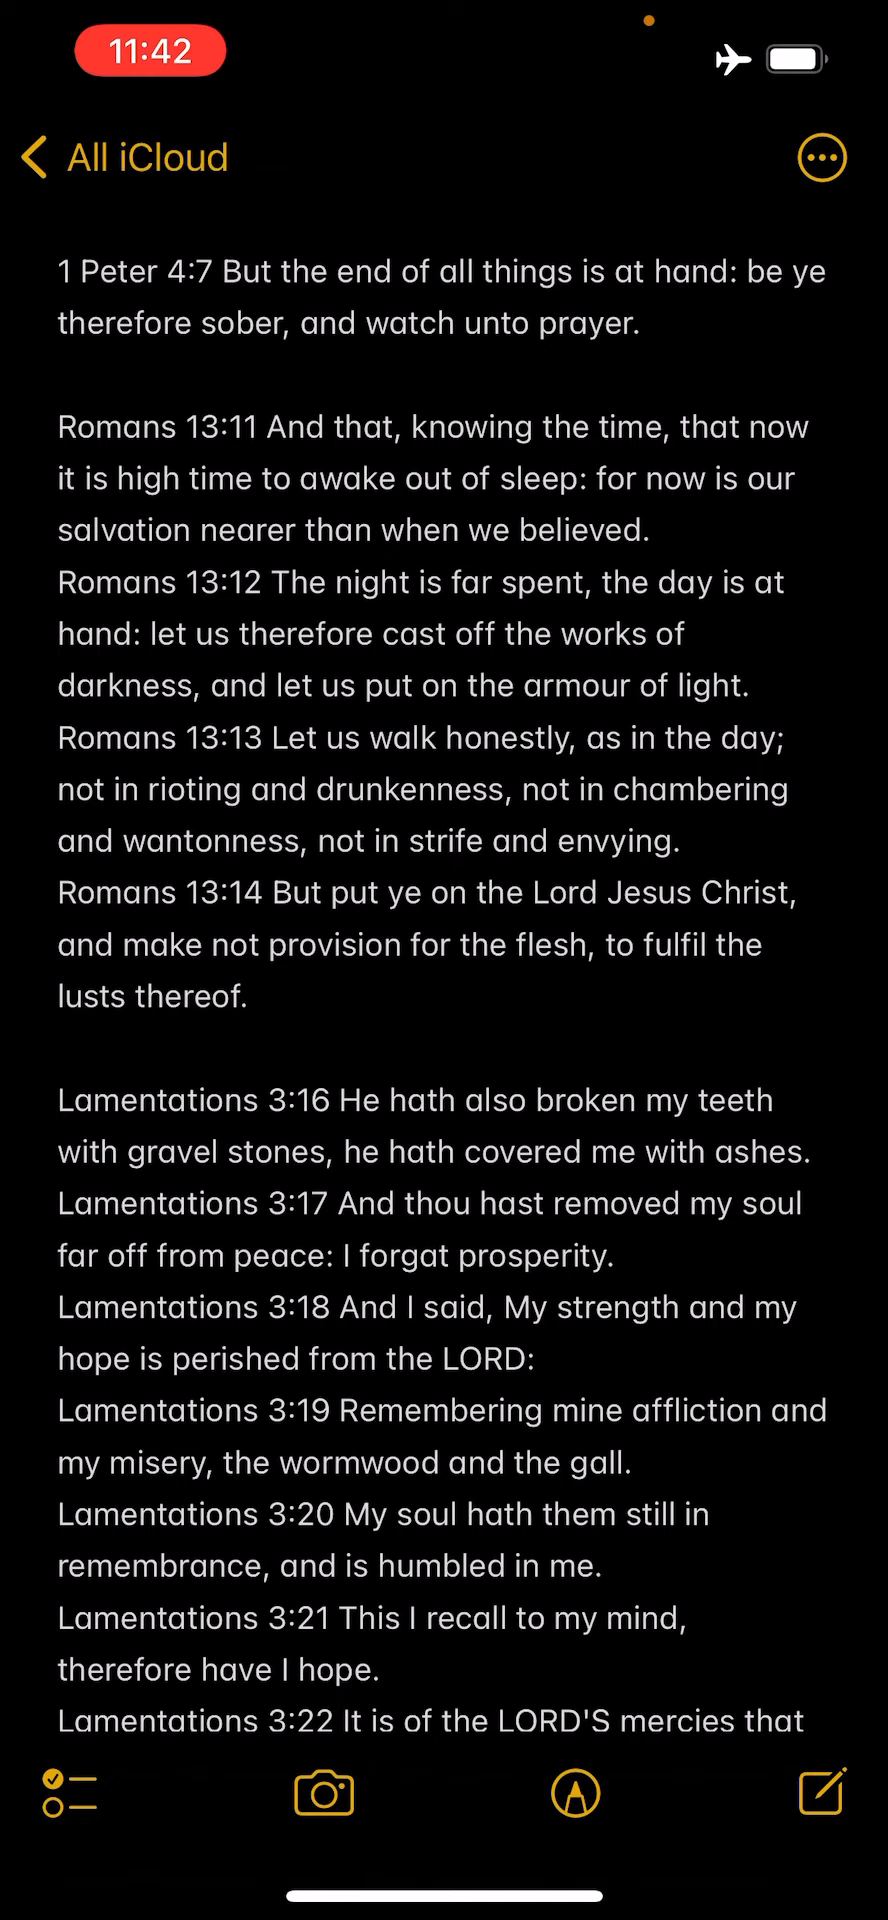 11:42
All iCloud
1 Peter 4:7 But the end of all things is at hand: be ye
therefore sober, and watch unto prayer.
Romans 13:11 And that, knowing the time, that now
it is high time to awake out of sleep: for now is our
salvation nearer than when we believed.
Romans 13:12 The night is far spent, the day is at
hand: let us therefore cast off the works of
darkness, and let us put on the armour of light.
Romans 13:13 Let us walk honestly, as in the day;
not in rioting and drunkenness, not in chambering
and wantonness, not in strife and envying.
Romans 13:14 But put ye on the Lord Jesus Christ,
and make not provision for the flesh, to fulfil the
lusts thereof.
Lamentations 3:16 He hath also broken my teeth
with gravel stones, he hath covered me with ashes.
Lamentations 3:17 And thou hast removed my soul
far off from peace: I forgat prosperity.
Lamentations 3:18 And I said, My strength and my
hope is perished from the LORD:
Lamentations 3:19 Remembering mine affliction and
my misery, the wormwood and the gall.
Lamentations 3:20 My soul hath them still in
remembrance, and is humbled in me.
Lamentations 3:21 This I recall to my mind,
therefore have I hope.
Lamentations 3:22 It is of the LORD'S mercies that